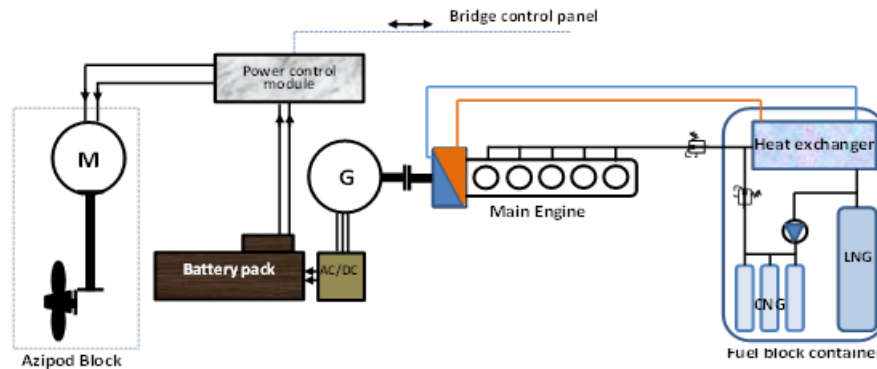 Bridge control panel
Power control
module
M
G
Heat exchanger
Main Engine
Battery pack
AC/DC
CNG
LNG
Azipod Block
Fuel block container